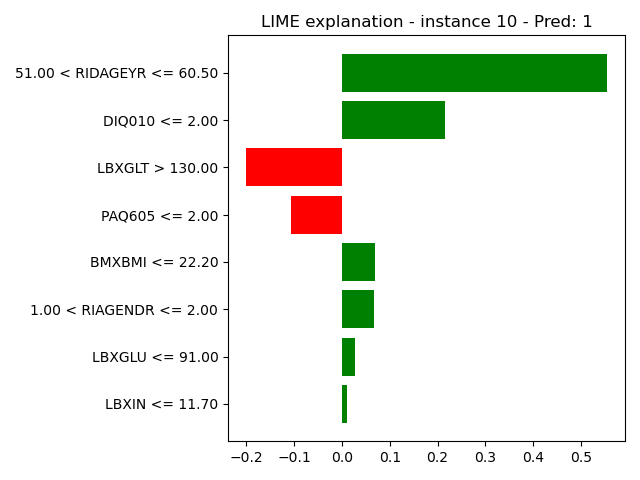 LIME explanation - instance 10 - Pred: 1
51.00 < RIDAGEYR <= 60.50
DIQ010 <= 2.00
LBXGLT > 130.00
PAQ605 <= 2.00
BMXBMI <= 22.20
1.00 < RIAGENDR <= 2.00
LBXGLU <= 91.00
LBXIN <= 11.70
−0.2 −0.1 0.0 0.1 0.2 0.3 0.4 0.5